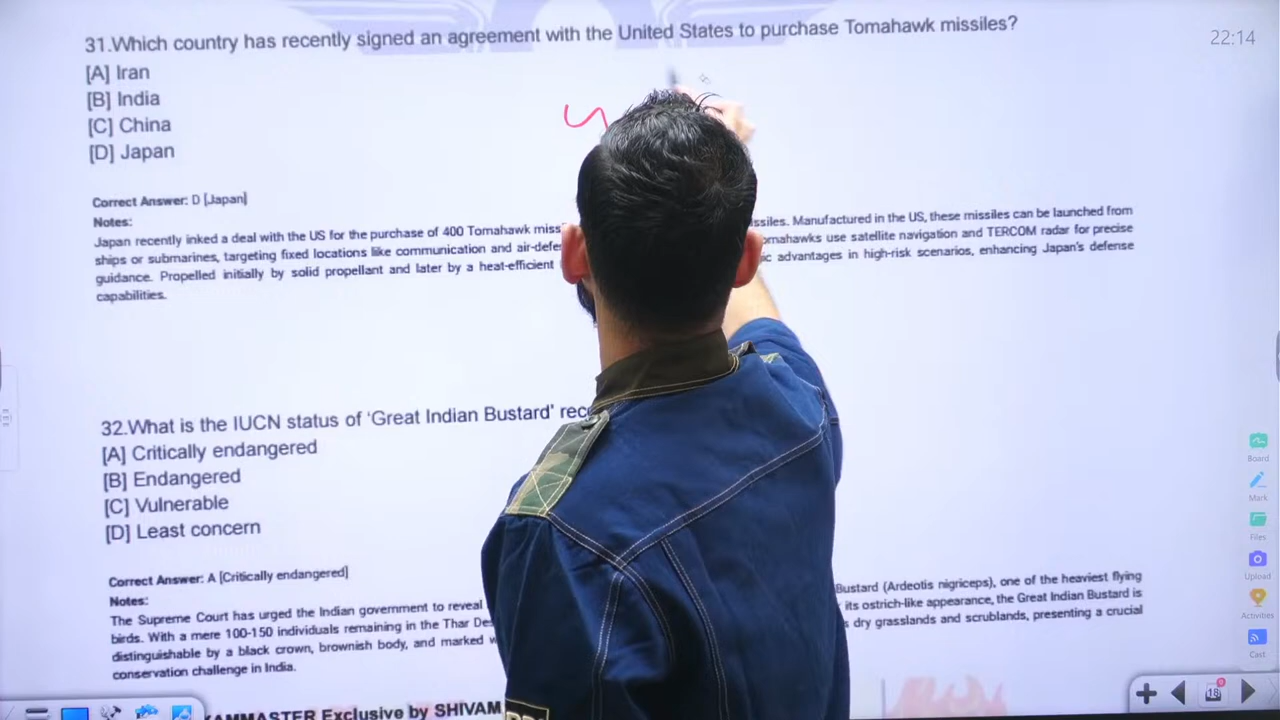 31.Which country has recently signed an agreement with the United States to purchase Tomahawk missiles?
22:14
[A] Iran
[B] India
[C] China
[D] Japan
Correct Answer: D [Japan]
Notes:
Japan recently inked a deal with the US for the purchase of 400 Tomahawk miss ssiles. Manufactured in the US, these missiles can be launched from
ships or submarines, targeting fixed locations like communication and air-defe omahawks use satellite navigation and TERCOM radar for precise
guidance. Propelled initially by solid propellant and later by a heat-efficient ic advantages in high-risk scenarios, enhancing Japan's defense
capabilities.
32.What is the IUCN status of ‘Great Indian Bustard’ rec
[A] Critically endangered
[B] Endangered
[C] Vulnerable
[D] Least concern
Correct Answer: A [Critically endangered]
Notes:
The Supreme Court has urged the Indian government to reveal Bustard (Ardeotis nigriceps), one of the heaviest flying
birds. With a mere 100-150 individuals remaining in the Thar De its ostrich-like appearance, the Great Indian Bustard is
distinguishable by a black crown, brownish body, and marked w s dry grasslands and scrublands, presenting a crucial
conservation challenge in India.
AMMASTER Exclusive by SHIVAM
Board
Mark
Files
Upload
Activities
Cast
18